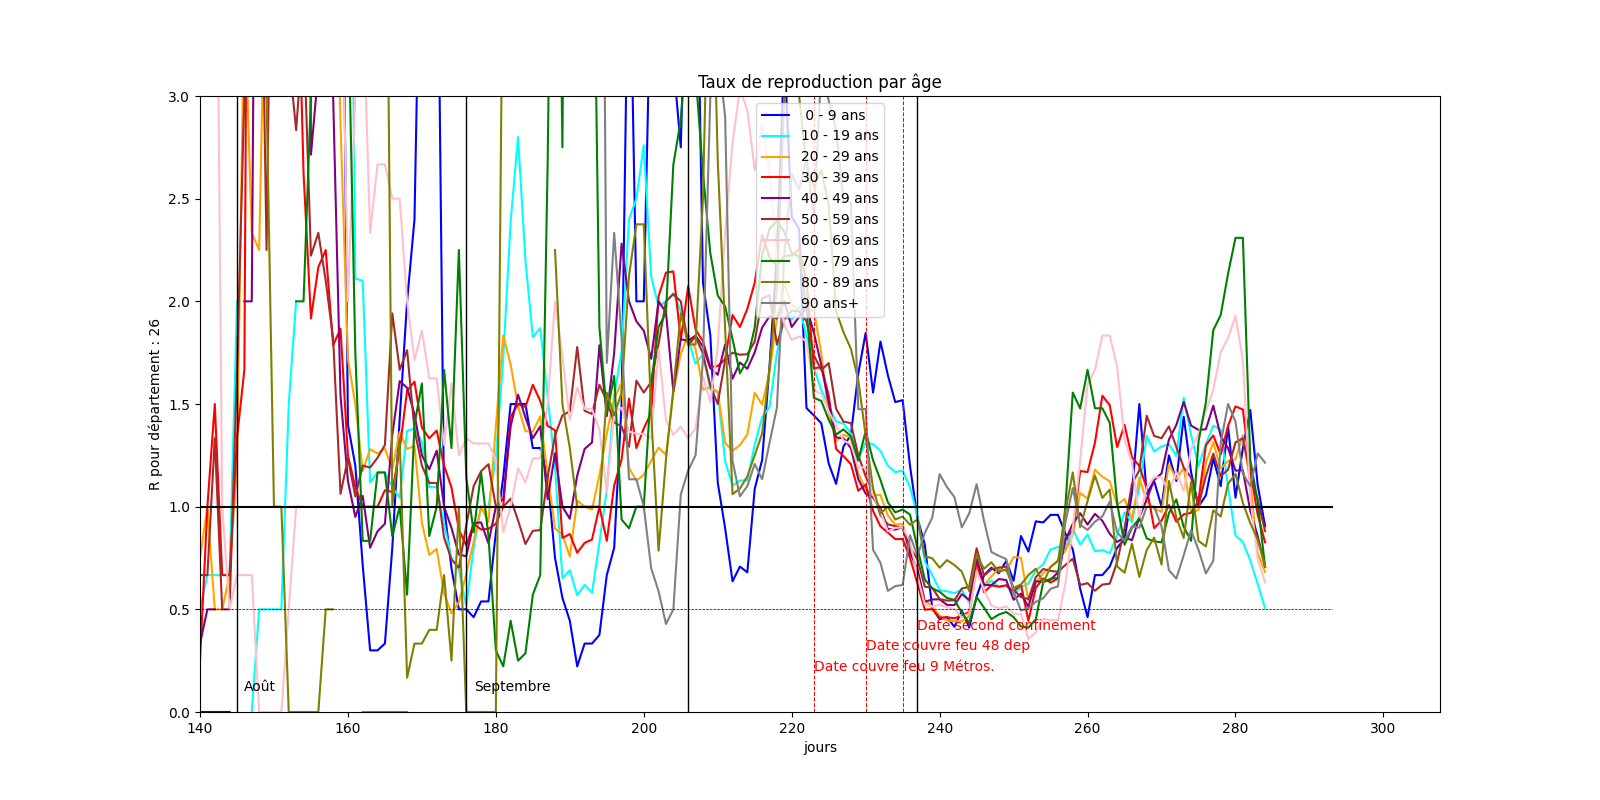 Taux de reproduction par âge
3.0
2.5
2.0
1.5
1.0
0.5
0.0
R pour département : 26
0 - 9 ans
10 - 19 ans
20 - 29 ans
30 - 39 ans
40 - 49 ans
50 - 59 ans
60 - 69 ans
70 - 79 ans
80 - 89 ans
90 ans+
Date second confinement
Date couvre feu 48 dep
Date couvre feu 9 Métros.
Août
Septembre
140 160 180 200 220 240 260 280 300
jours